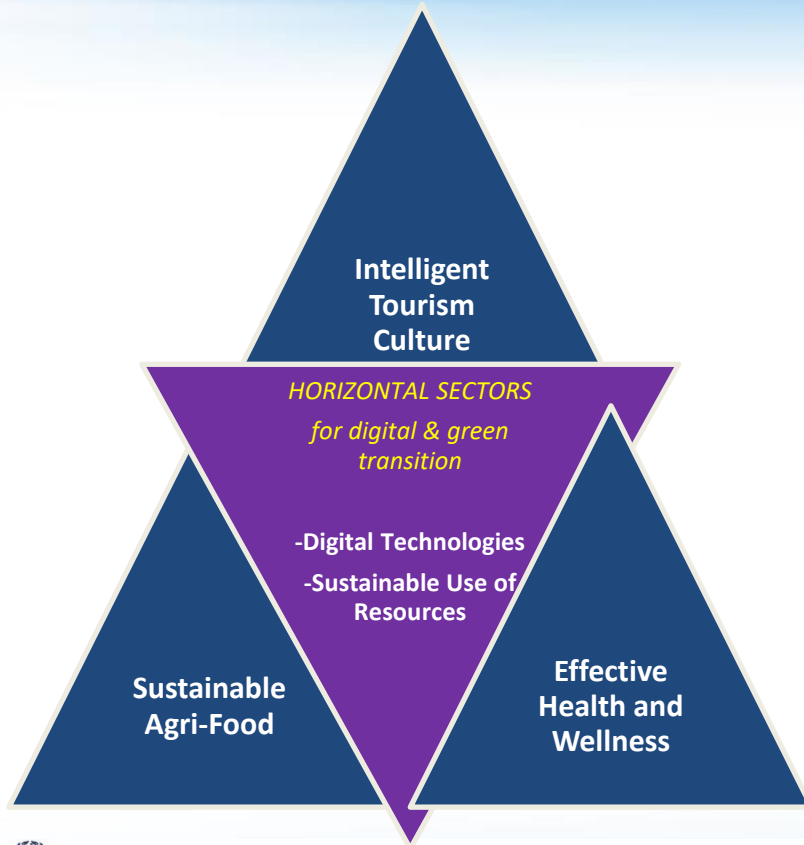 Intelligent
Tourism
Culture
HORIZONTAL SECTORS
for digital & green
transition
-Digital Technologies
-Sustainable Use of
Resources
Sustainable
Agri-Food
Effective
Health and
Wellness